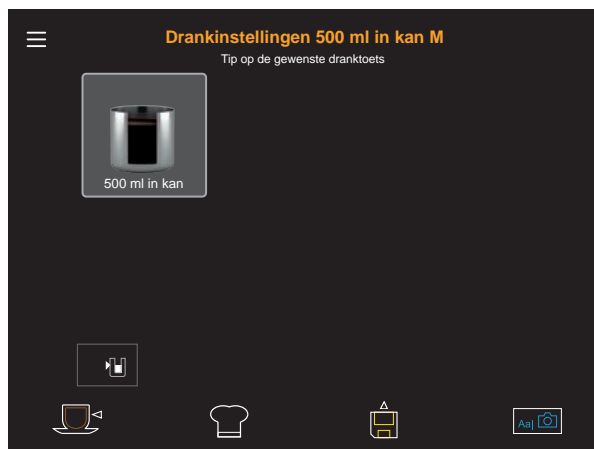 Drankinstellingen 500 ml in kan M
Tip op de gewenste dranktoets
500 ml in kan
Aa|